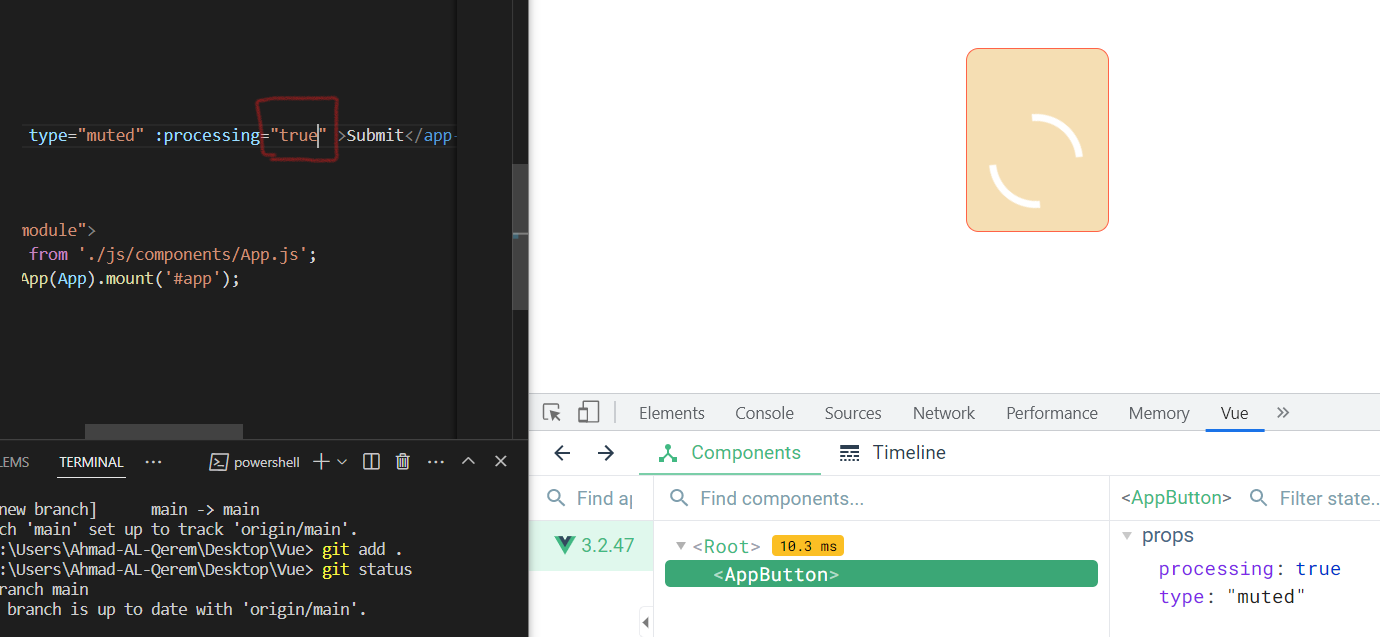 type="muted" :processing="true" >Submit</app-
module">
from './js/components/App.js';
App(App).mount('#app');
LEMS TERMINAL ··· powershell
new branch]      main -> main
ch 'main' set up to track 'origin/main'.
:\Users\Ahmad-AL-Qerem\Desktop\Vue> git add .
:\Users\Ahmad-AL-Qerem\Desktop\Vue> git status
ranch main
branch is up to date with 'origin/main'.
Elements Console Sources Network Performance Memory Vue
Components Timeline
Find ap Find components... <AppButton> Filter state...
3.2.47
<Root> 10.3 ms
<AppButton>
props
processing: true
type: "muted"